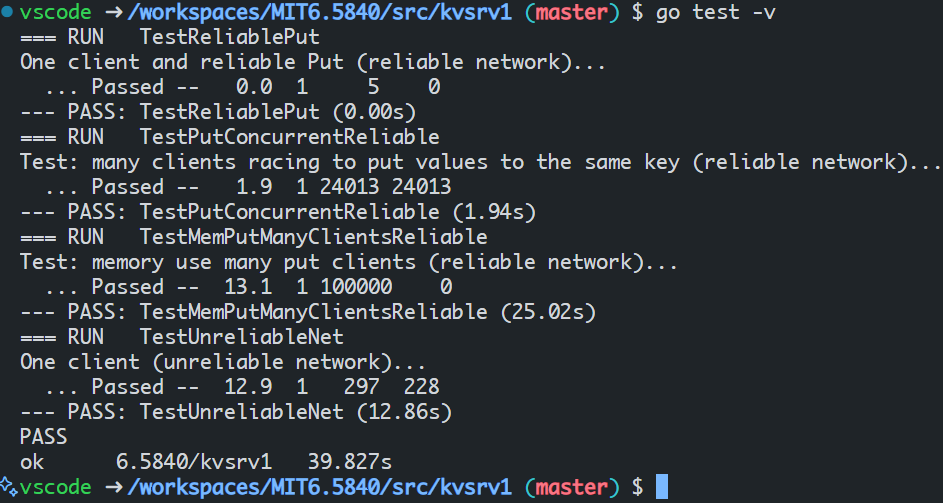 vscode → /workspaces/MIT6.5840/src/kvsrv1 (master) $ go test -v
=== RUN   TestReliablePut
One client and reliable Put (reliable network)...
  ... Passed --   0.0  1     5    0
--- PASS: TestReliablePut (0.00s)
=== RUN   TestPutConcurrentReliable
Test: many clients racing to put values to the same key (reliable network)...
  ... Passed --   1.9  1 24013 24013
--- PASS: TestPutConcurrentReliable (1.94s)
=== RUN   TestMemPutManyClientsReliable
Test: memory use many put clients (reliable network)...
  ... Passed --  13.1  1 100000    0
--- PASS: TestMemPutManyClientsReliable (25.02s)
=== RUN   TestUnreliableNet
One client (unreliable network)...
  ... Passed --  12.9  1   297  228
--- PASS: TestUnreliableNet (12.86s)
PASS
ok      6.5840/kvsrv1   39.827s
vscode → /workspaces/MIT6.5840/src/kvsrv1 (master) $